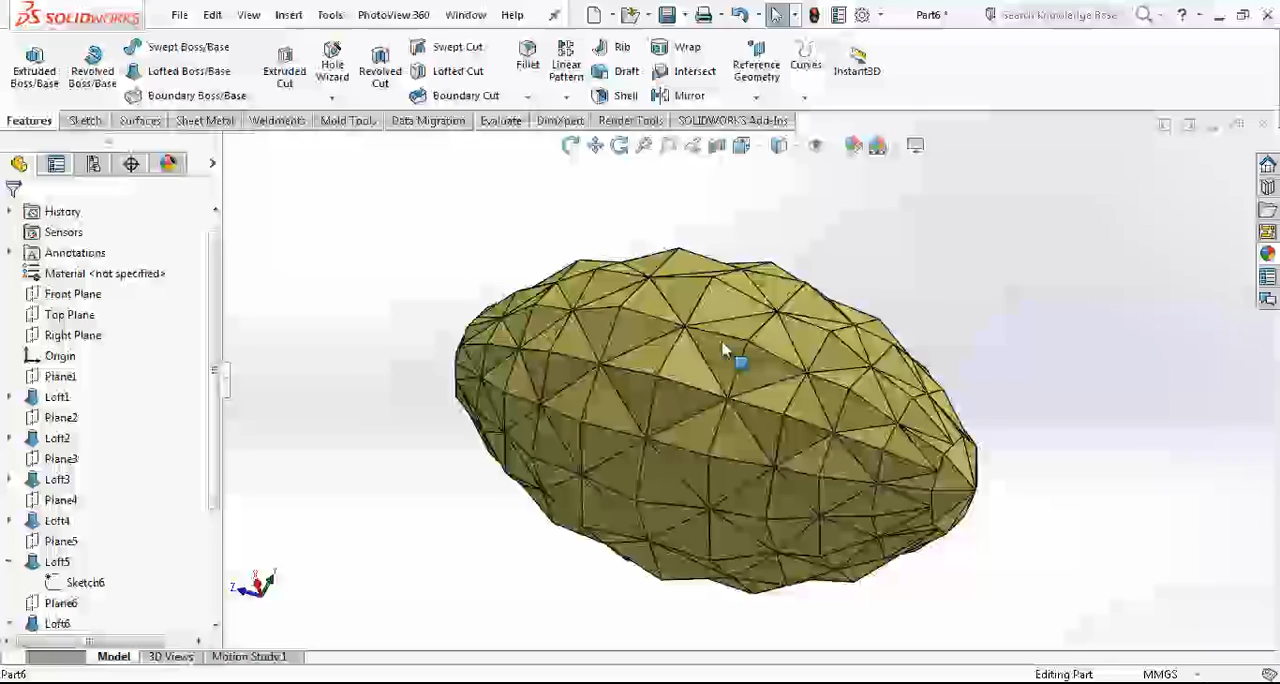 SOLIDWORKS File Edit View Insert Tools PhotoView 360 Window Help Part6 * Search Knowledge Base ?
Extruded Boss/Base
Revolved Boss/Base
Swept Boss/Base
Lofted Boss/Base
Boundary Boss/Base
Extruded Cut
Hole Wizard
Revolved Cut
Swept Cut
Lofted Cut
Boundary Cut
Fillet
Linear Pattern
Rib
Draft
Shell
Wrap
Intersect
Mirror
Reference Geometry
Curves
Instant3D
Features Sketch Surfaces Sheet Metal Weldments Mold Tools Data Migration Evaluate DimXpert Render Tools SOLIDWORKS Add-Ins
History
Sensors
Annotations
Material <not specified>
Front Plane
Top Plane
Right Plane
Origin
Plane1
Loft1
Plane2
Loft2
Plane3
Loft3
Plane4
Loft4
Plane5
Loft5
Sketch6
Plane6
Loft6
Model 3D Views Motion Study 1
Part6 Editing Part MMGS